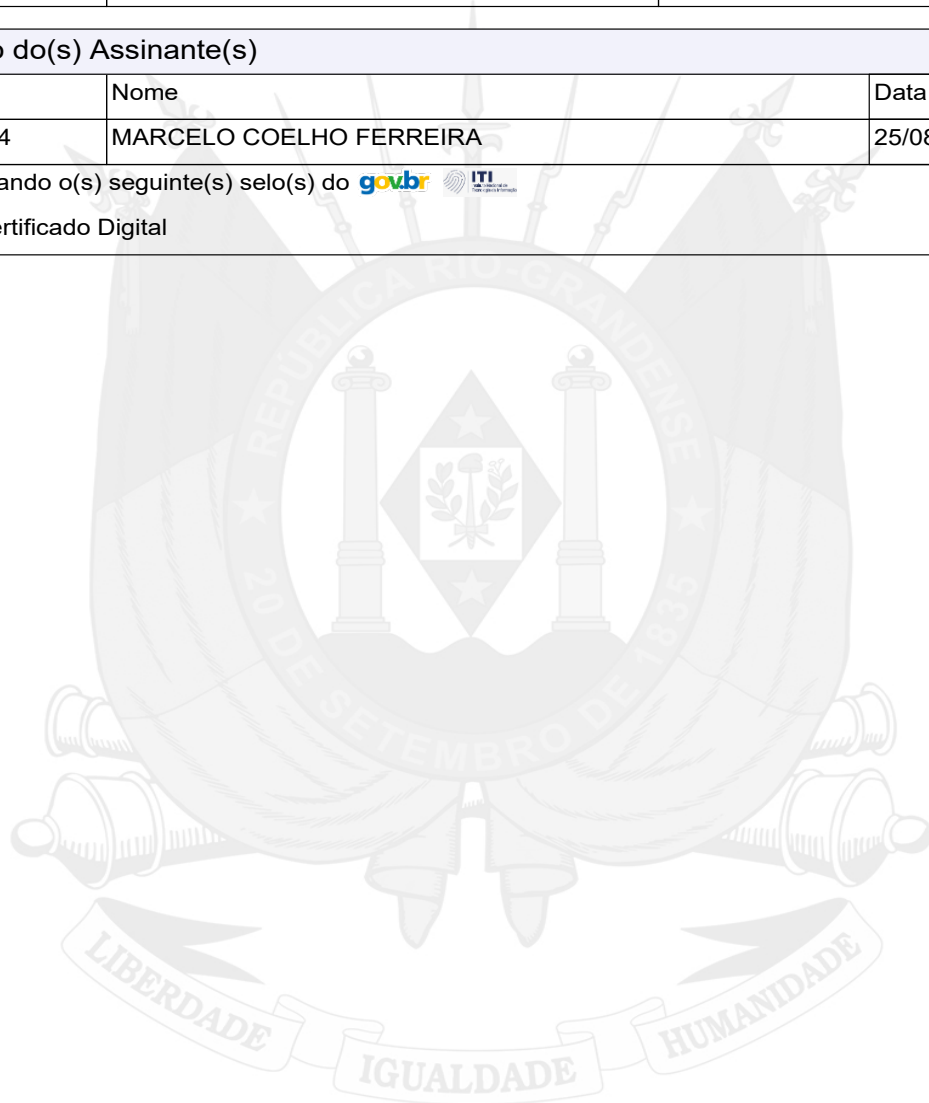 o do(s) Assinante(s)
Nome Data
4 MARCELO COELHO FERREIRA 25/08
ando o(s) seguinte(s) selo(s) do gov.br ITI
ertificado Digital
REPÚBLICA RIO-GRANDENSE
20 DE SETEMBRO DE 1835
LIBERDADE IGUALDADE HUMANIDADE